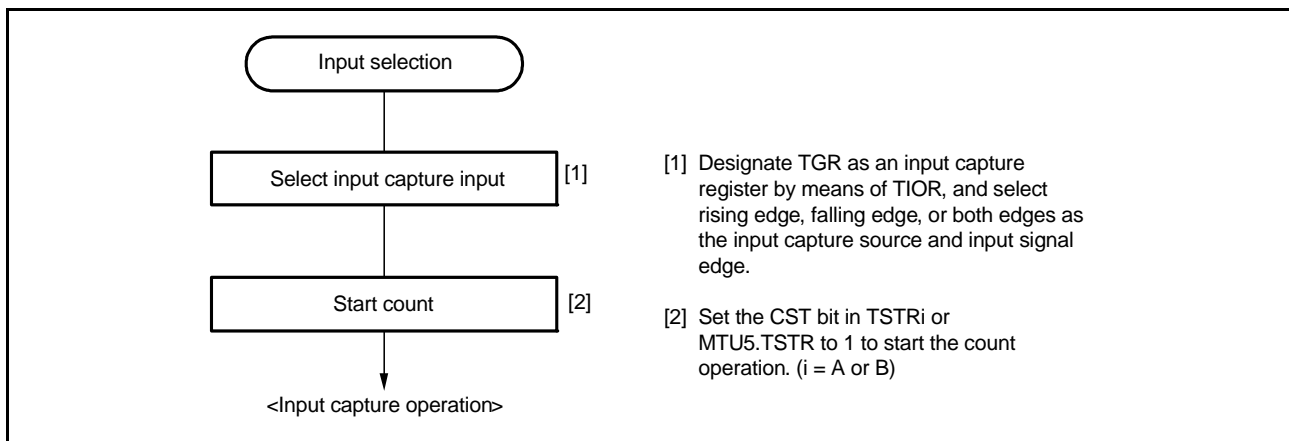 Input selection
Select input capture input
[1]
Start count
[2]
<Input capture operation>
[1] Designate TGR as an input capture
register by means of TIOR, and select
rising edge, falling edge, or both edges as
the input capture source and input signal
edge.
[2] Set the CST bit in TSTRi or
MTU5.TSTR to 1 to start the count
operation. (i = A or B)